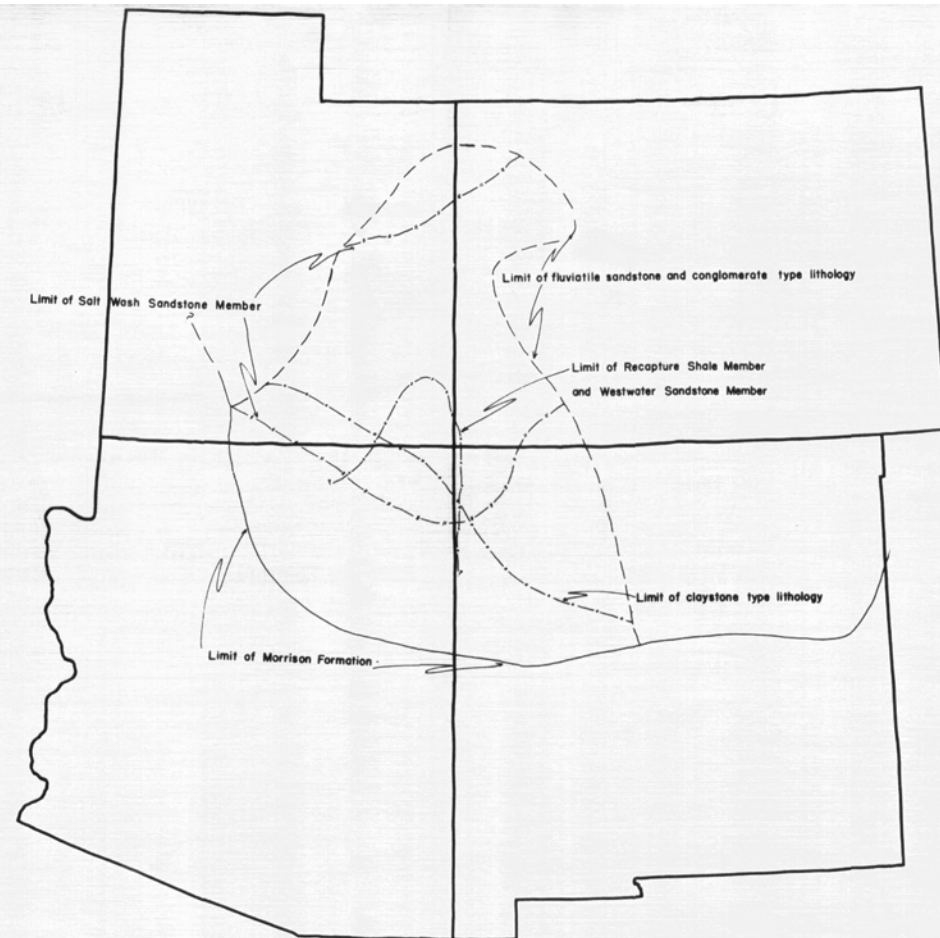 Limit of fluviatile sandstone and conglomerate type lithology
Limit of Salt Wash Sandstone Member
Limit of Recapture Shale Member
and Westwater Sandstone Member
Limit of claystone type lithology
Limit of Morrison Formation